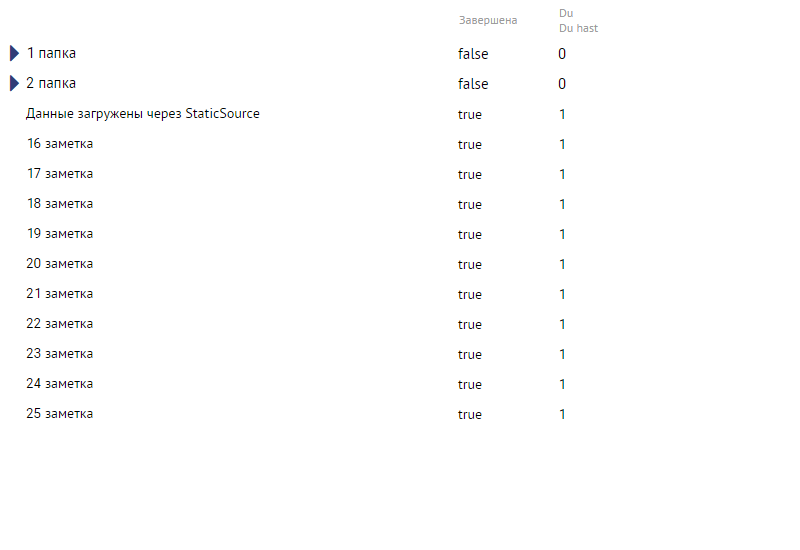 Завершена
Du
Du hast
1 папка false 0
2 папка false 0
Данные загружены через StaticSource true 1
16 заметка true 1
17 заметка true 1
18 заметка true 1
19 заметка true 1
20 заметка true 1
21 заметка true 1
22 заметка true 1
23 заметка true 1
24 заметка true 1
25 заметка true 1